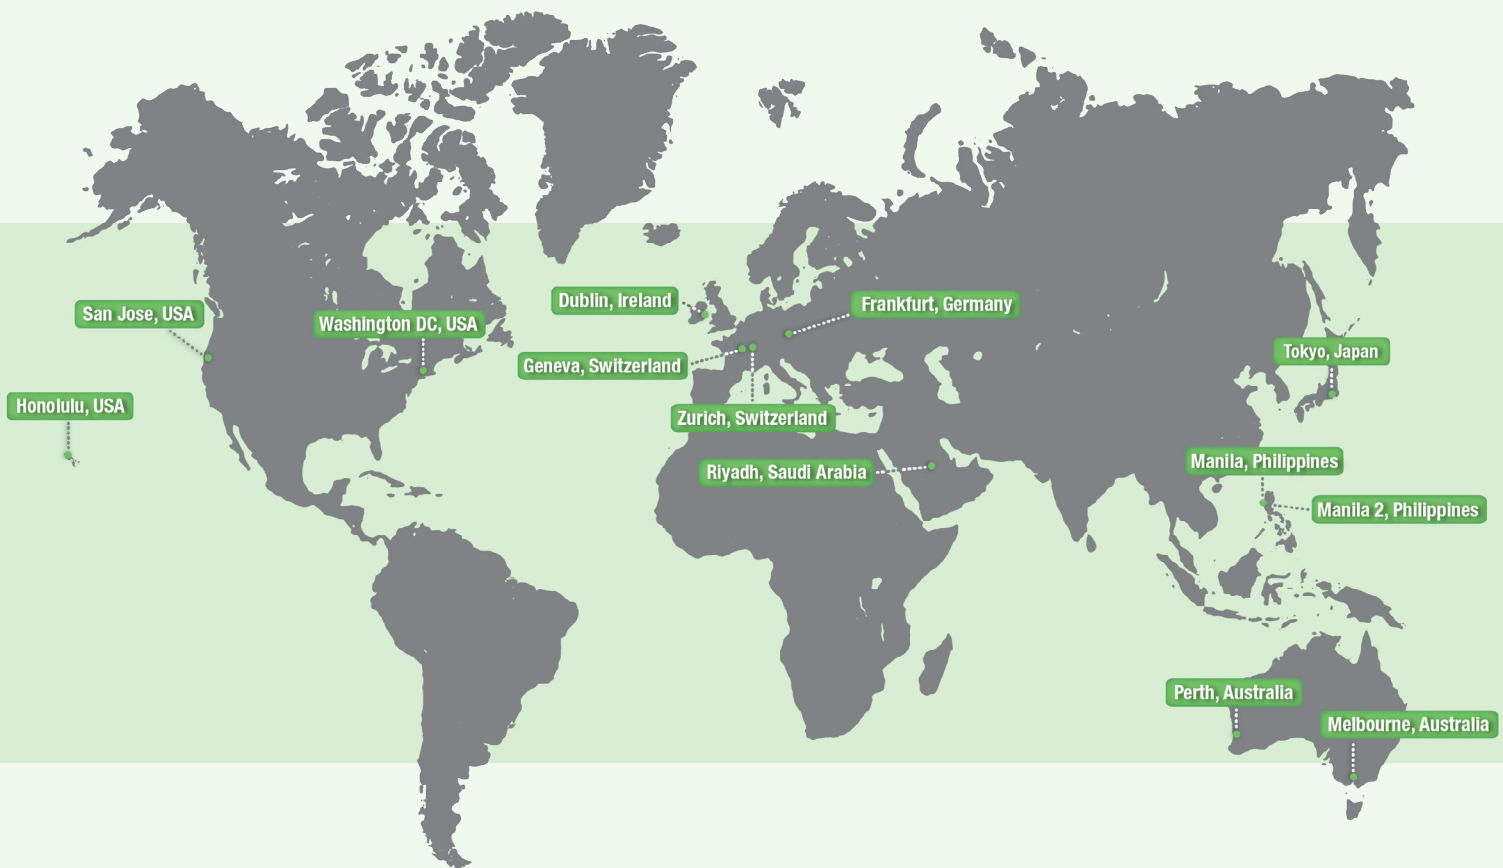 Dublin, Ireland
Frankfurt, Germany
San Jose, USA
Washington DC, USA
Tokyo, Japan
Geneva, Switzerland
Honolulu, USA
Zurich, Switzerland
Manila, Philippines
Riyadh, Saudi Arabia
Manila 2, Philippines
Perth, Australia
Melbourne, Australia